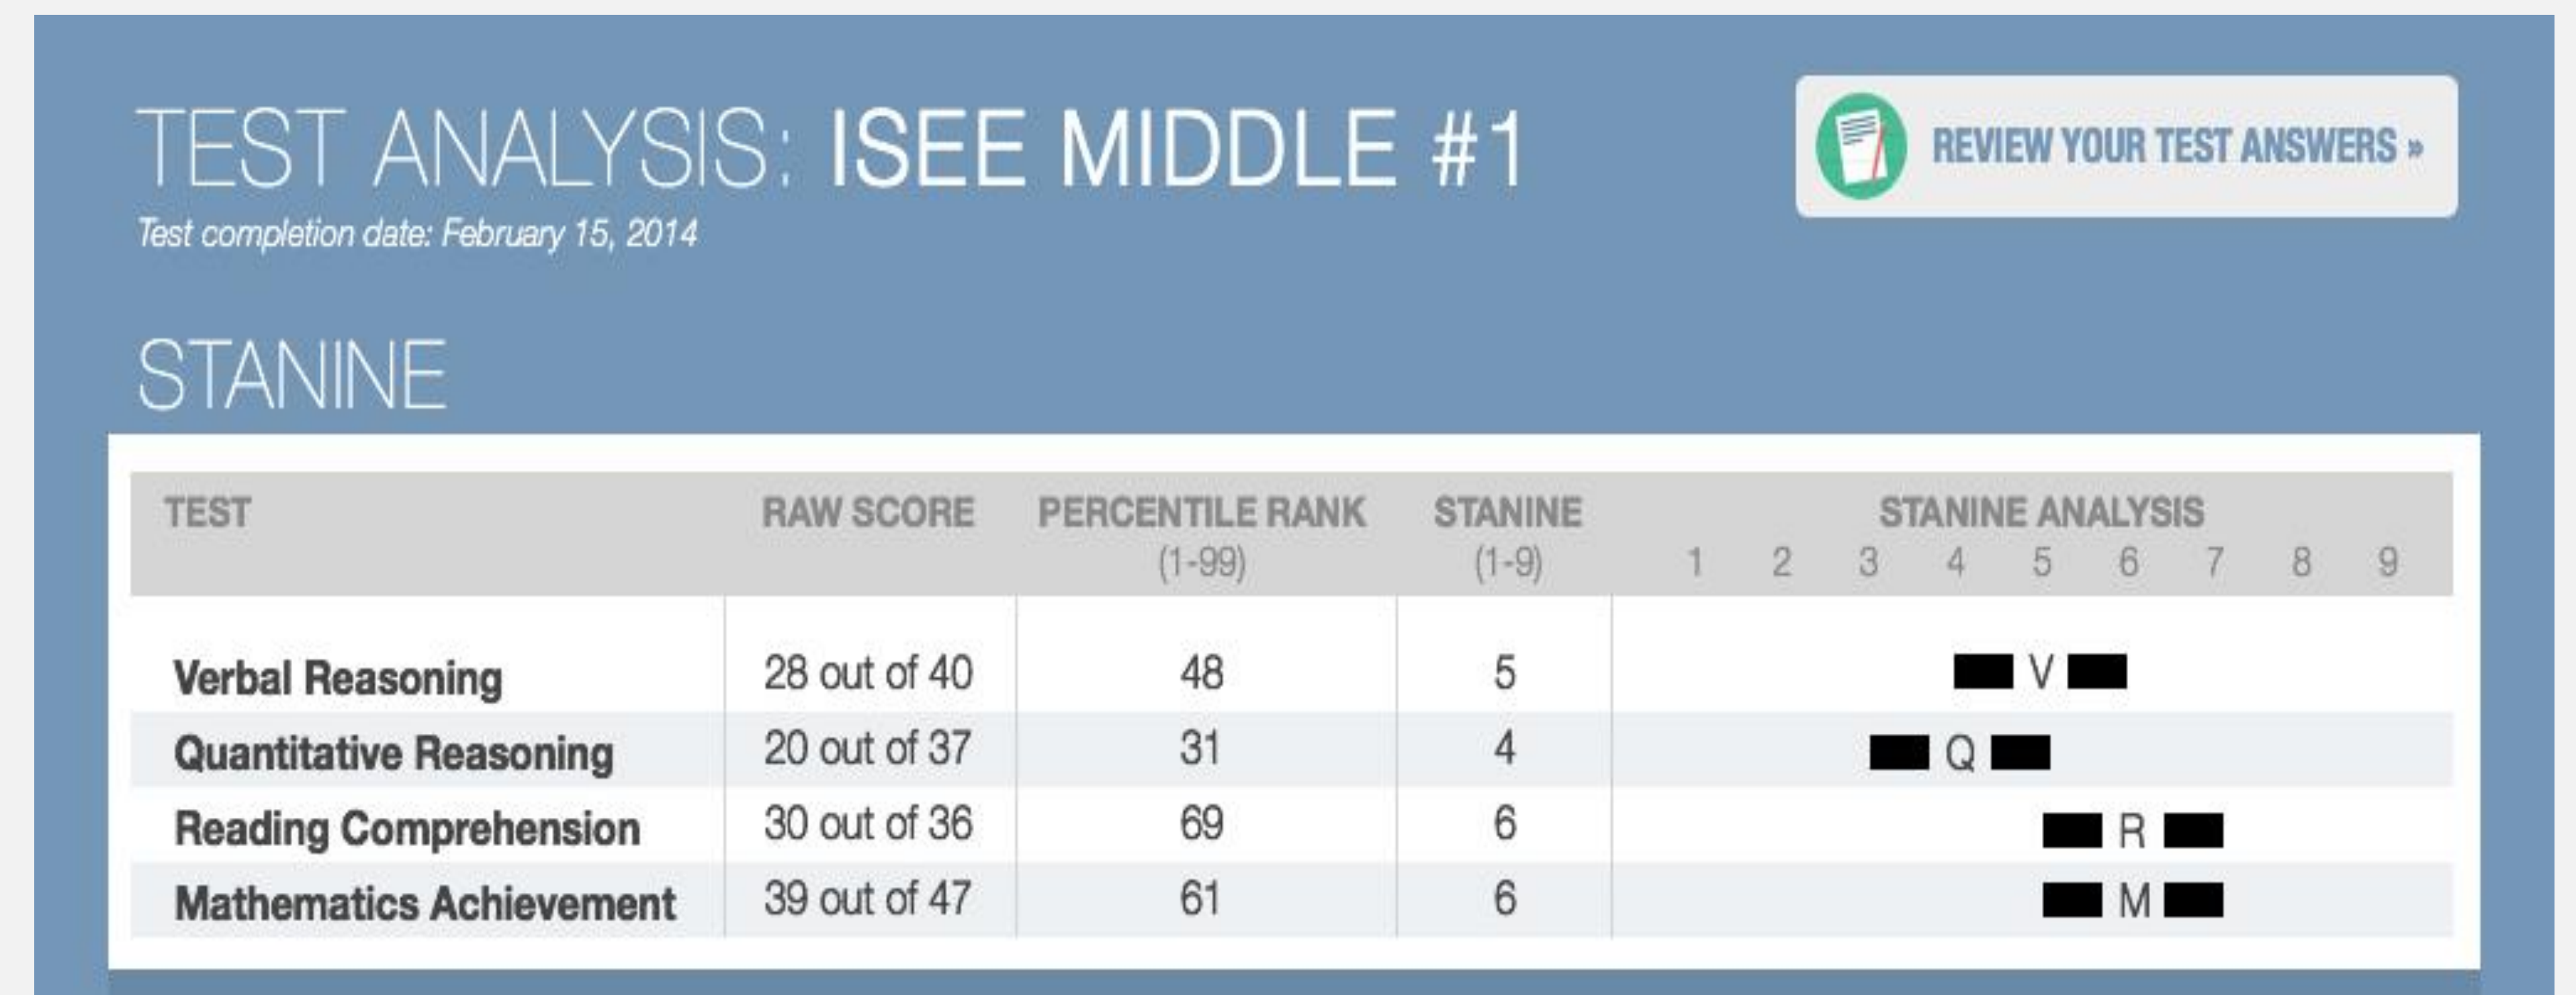 TEST ANALYSIS: ISEE MIDDLE #1
REVIEW YOUR TEST ANSWERS »
Test completion date: February 15, 2014
STANINE
TEST RAW SCORE PERCENTILE RANK STANINE STANINE ANALYSIS
(1-99) (1-9) 1 2 3 4 5 6 7 8 9
Verbal Reasoning 28 out of 40 48 5 V
Quantitative Reasoning 20 out of 37 31 4 Q
Reading Comprehension 30 out of 36 69 6 R
Mathematics Achievement 39 out of 47 61 6 M